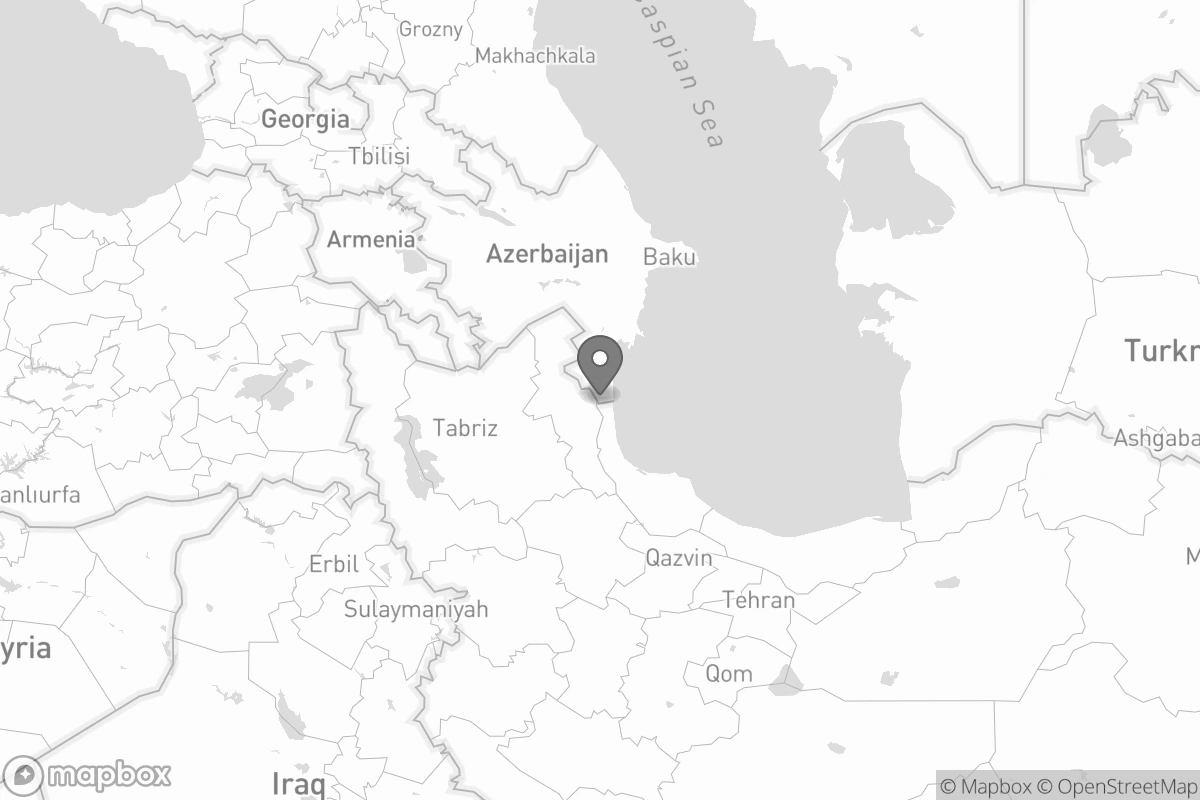 Grozny
Makhachkala
Caspian Sea
Georgia
Tbilisi
Armenia
Azerbaijan
Baku
Turkm
Tabriz
Ashgaba
anlıurfa
Erbil
Qazvin
Sulaymaniyah
Tehran
yria
Qom
M
Iraq
mapbox
© Mapbox © OpenStreetMap